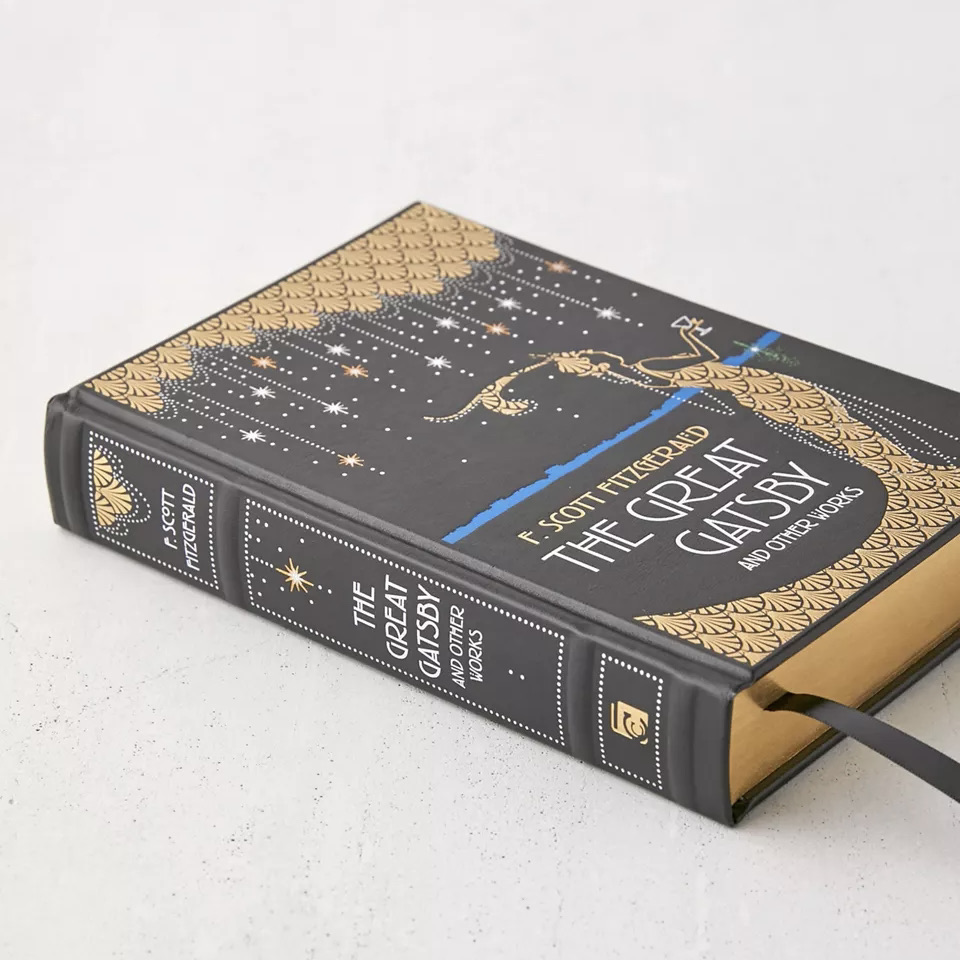 F. SCOTT FITZGERALD
THE GREAT
GATSBY
AND OTHER WORKS
F. SCOTT
FITZGERALD
THE
GREAT
GATSBY
AND OTHER
WORKS